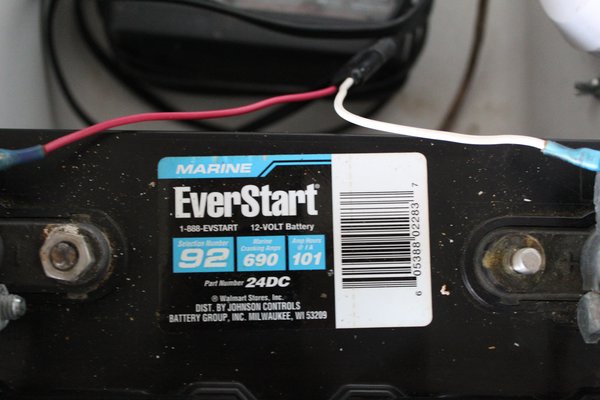 MARINE
EverStart®
1-888-EVSTART 12-VOLT Battery
Selection Number
92
Marine Cranking Amps
690
Amp Hours @ 1 A
101
Part Number 24DC
® Walmart Stores, Inc.
DIST. BY JOHNSON CONTROLS
BATTERY GROUP, INC. MILWAUKEE, WI 53209
6 05388 02283 7